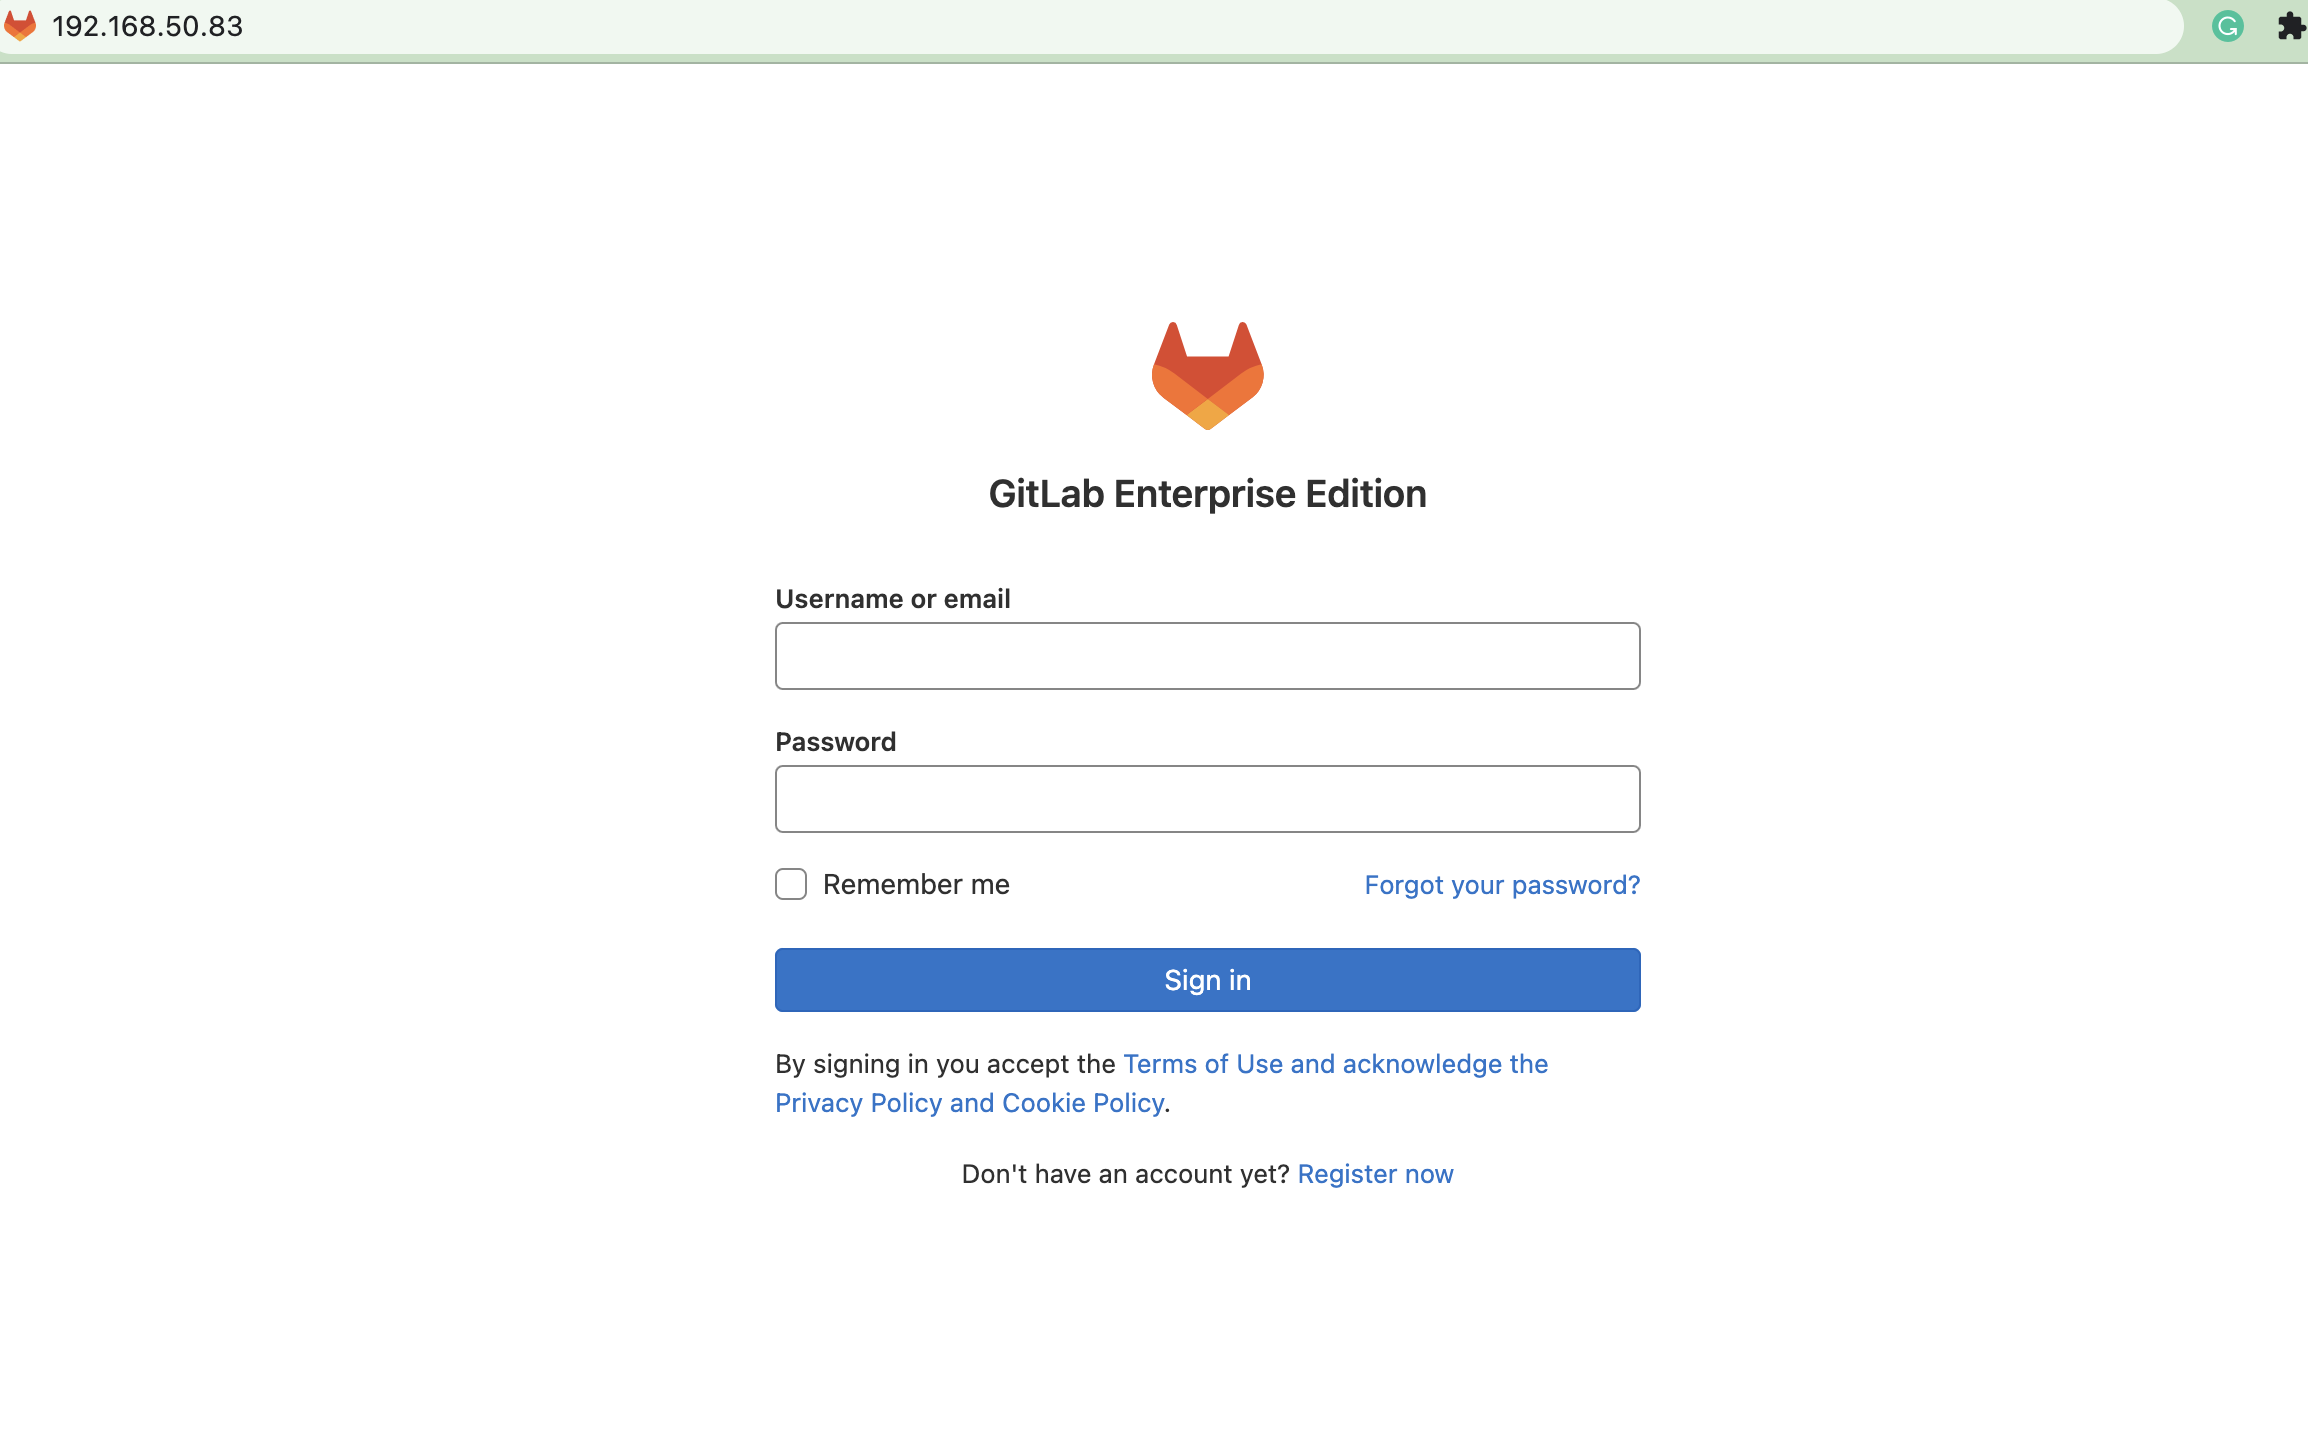 192.168.50.83
GitLab Enterprise Edition
Username or email
Password
Remember me
Forgot your password?
Sign in
By signing in you accept the Terms of Use and acknowledge the
Privacy Policy and Cookie Policy.
Don't have an account yet? Register now